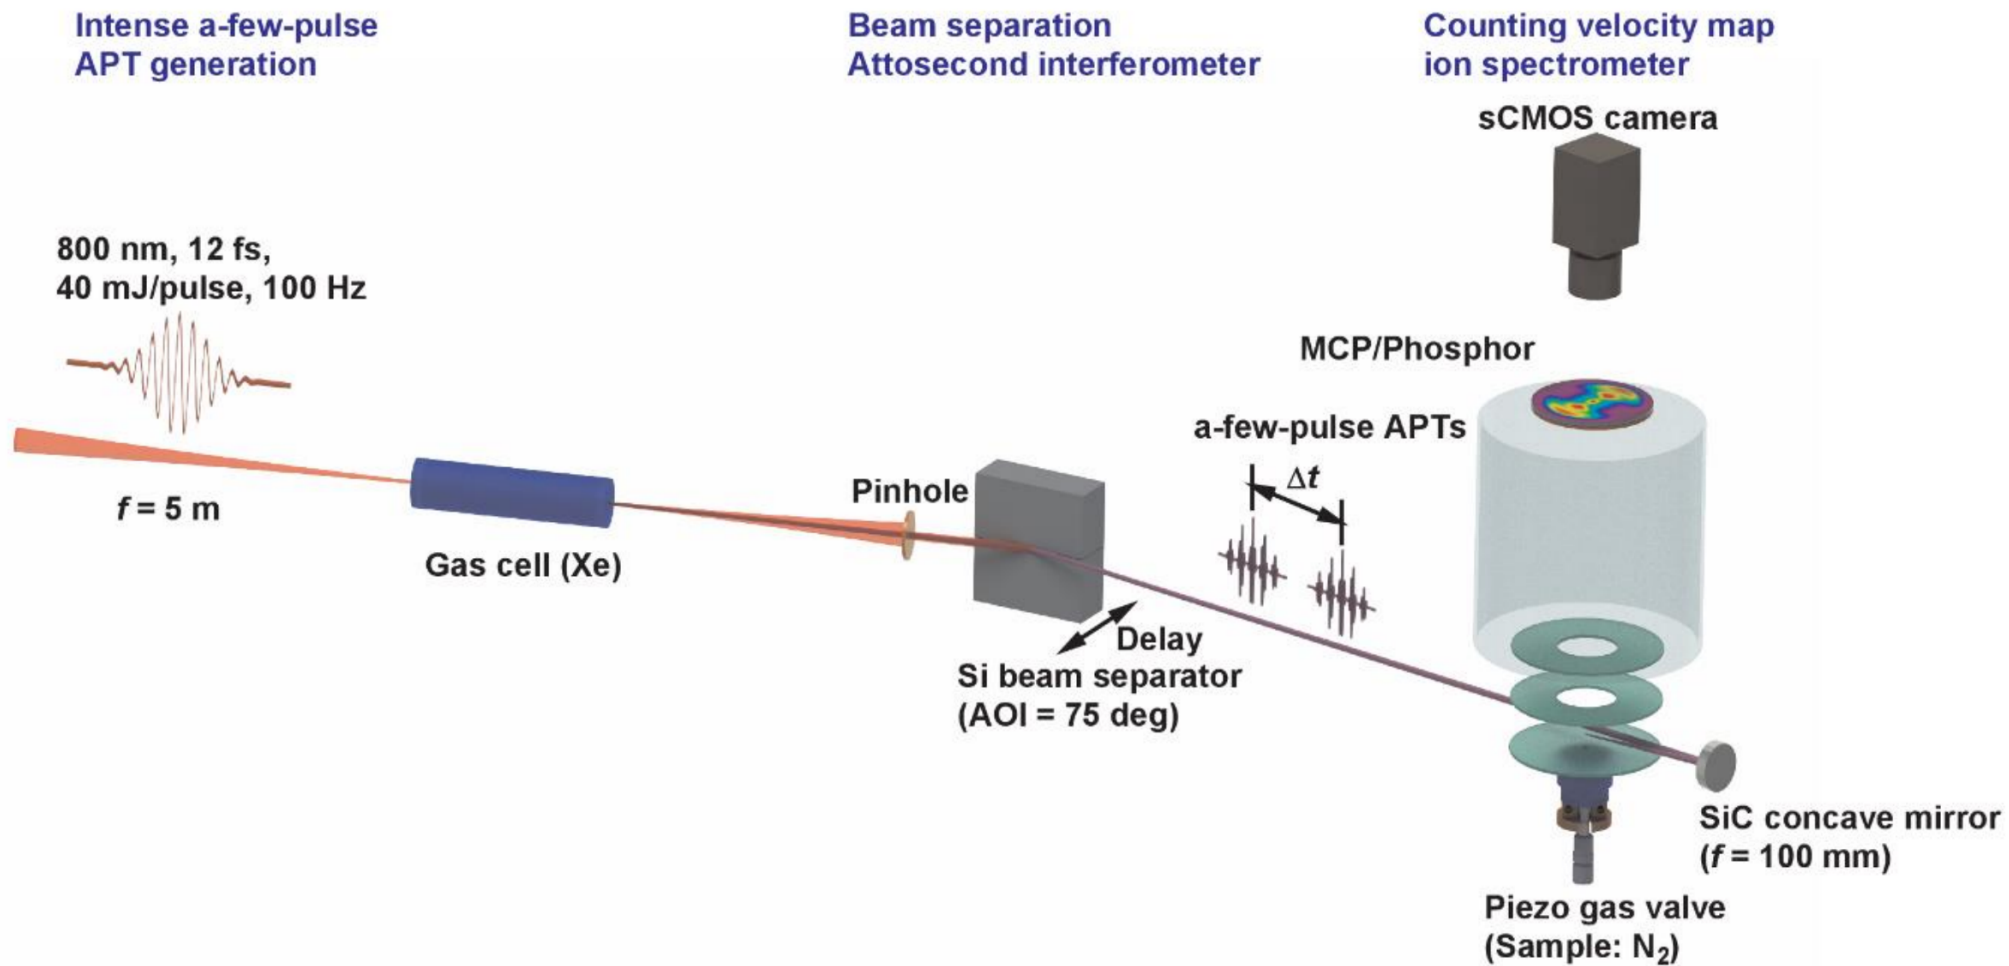 Intense a-few-pulse
APT generation
Beam separation
Attosecond interferometer
Counting velocity map
ion spectrometer
sCMOS camera
800 nm, 12 fs,
40 mJ/pulse, 100 Hz
MCP/Phosphor
a-few-pulse APTs
Δt
f = 5 m
Pinhole
Gas cell (Xe)
Delay
Si beam separator
(AOI = 75 deg)
SiC concave mirror
(f = 100 mm)
Piezo gas valve
(Sample: N₂)